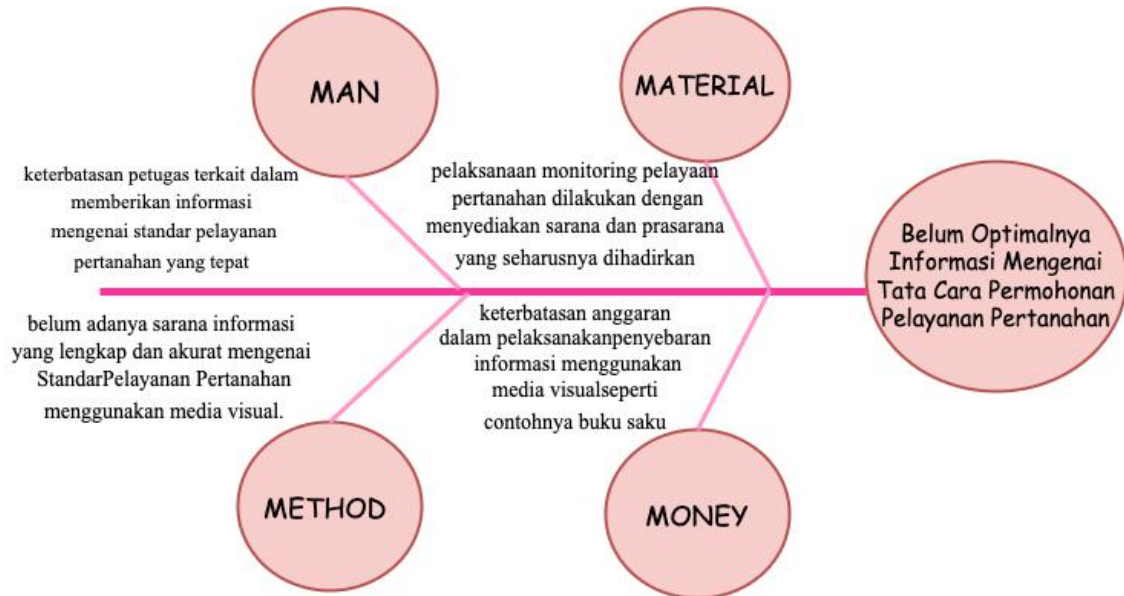 MAN
MATERIAL
keterbatasan petugas terkait dalam
memberikan informasi
mengenai standar pelayanan
pertanahan yang tepat
pelaksanaan monitoring pelayaan
pertanahan dilakukan dengan
menyediakan sarana dan prasarana
yang seharusnya dihadirkan
Belum Optimalnya
Informasi Mengenai
Tata Cara Permohonan
Pelayanan Pertanahan
belum adanya sarana informasi
yang lengkap dan akurat mengenai
StandarPelayanan Pertanahan
menggunakan media visual.
keterbatasan anggaran
dalam pelaksanakanpenyebaran
informasi menggunakan
media visualseperti
contohnya buku saku
METHOD
MONEY